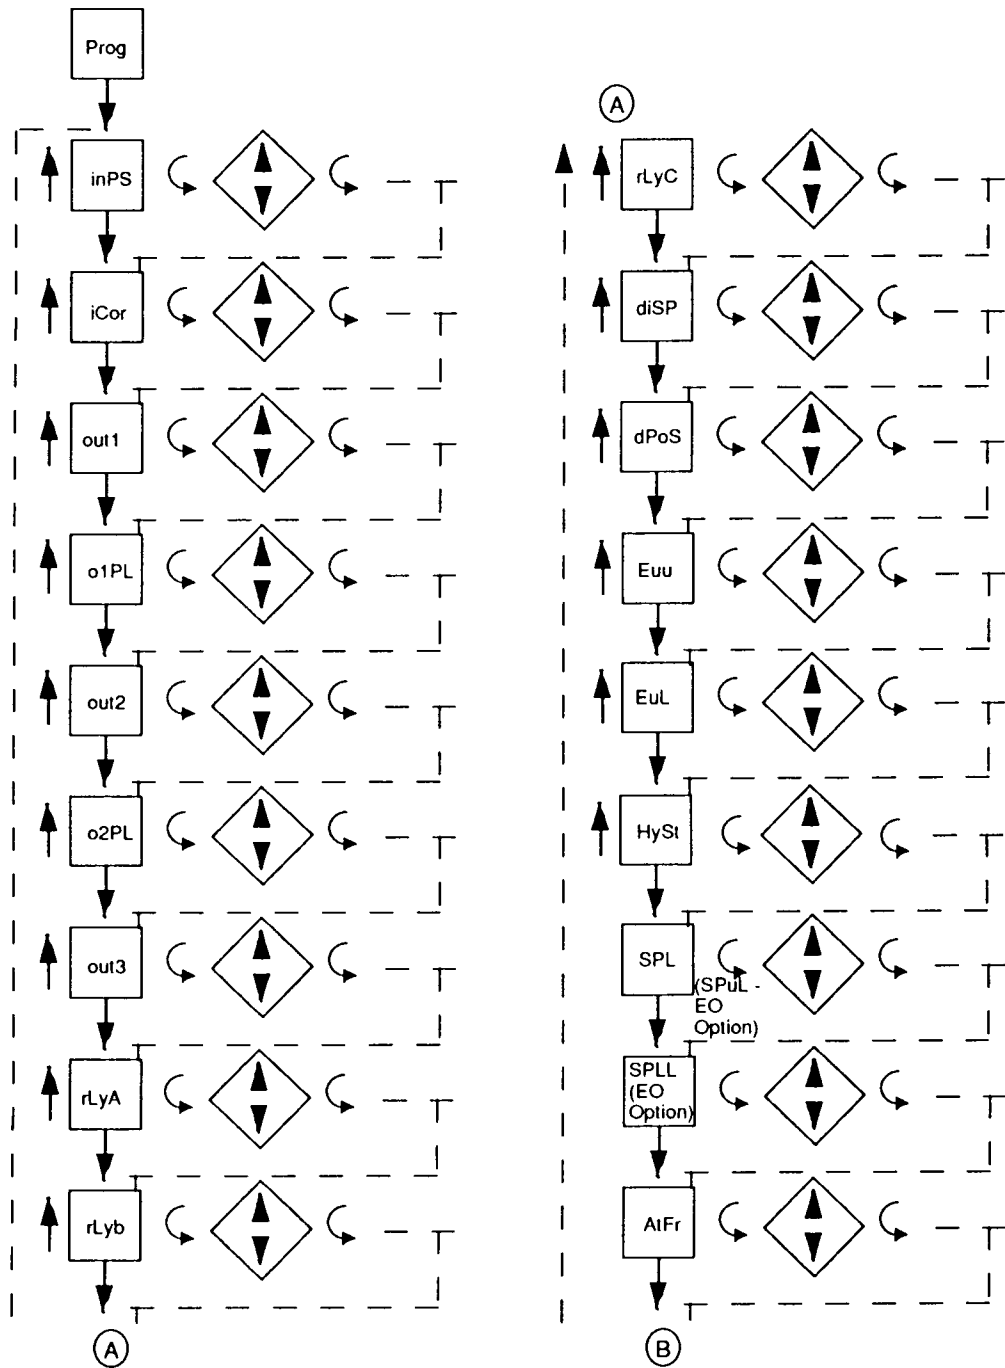 Prog
inPS
iCor
out1
o1PL
out2
o2PL
out3
rLyA
rLyb
A
A
rLyC
diSP
dPoS
Euu
EuL
HySt
SPL
(SPuL -
EO
Option)
SPLL
(EO
Option)
AtFr
B